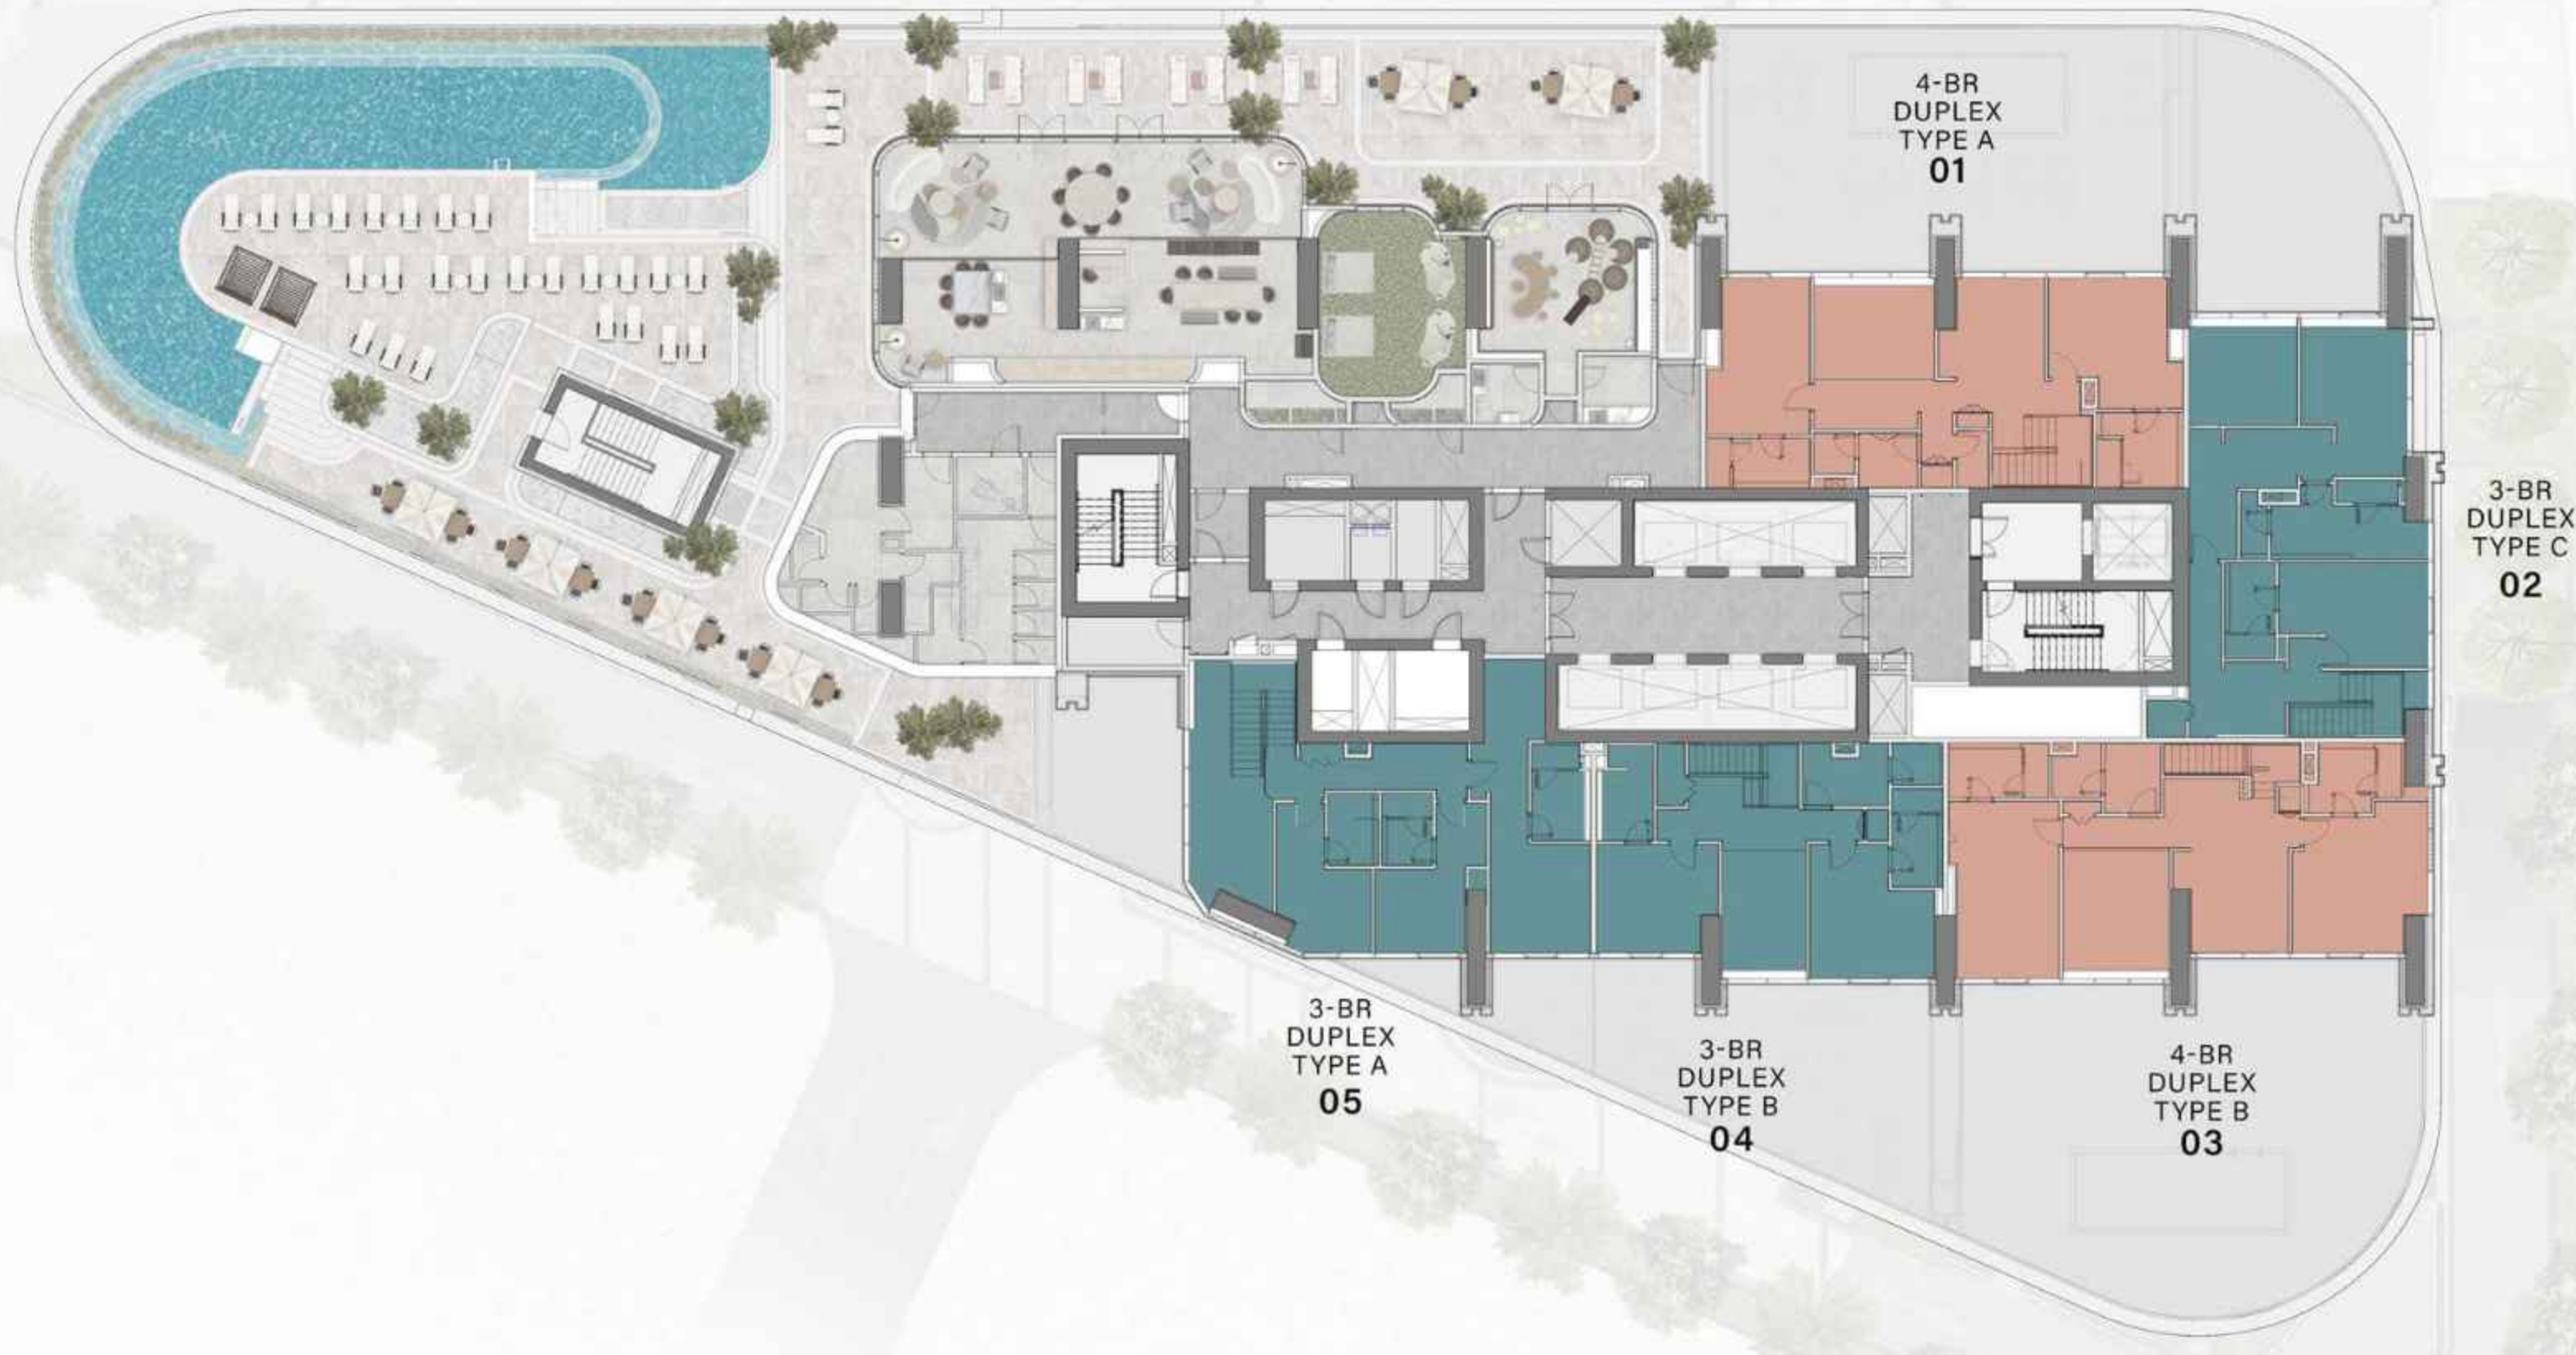 4-BR
DUPLEX
TYPE A
01
3-BR
DUPLEX
TYPE C
02
3-BR
DUPLEX
TYPE A
05
3-BR
DUPLEX
TYPE B
04
4-BR
DUPLEX
TYPE B
03